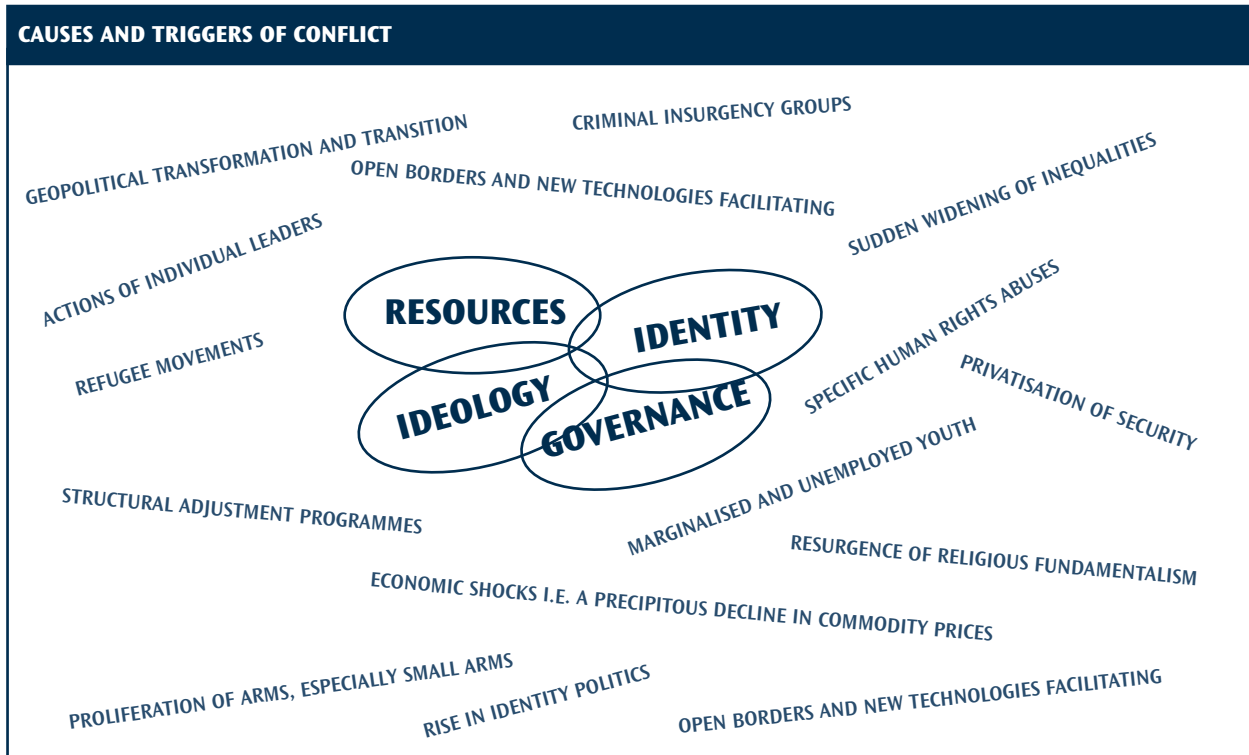 CAUSES AND TRIGGERS OF CONFLICT
GEOPOLITICAL TRANSFORMATION AND TRANSITION
CRIMINAL INSURGENCY GROUPS
OPEN BORDERS AND NEW TECHNOLOGIES FACILITATING
SUDDEN WIDENING OF INEQUALITIES
ACTIONS OF INDIVIDUAL LEADERS
RESOURCES
IDENTITY
SPECIFIC HUMAN RIGHTS ABUSES
REFUGEE MOVEMENTS
PRIVATISATION OF SECURITY
IDEOLOGY
GOVERNANCE
STRUCTURAL ADJUSTMENT PROGRAMMES
MARGINALISED AND UNEMPLOYED YOUTH
RESURGENCE OF RELIGIOUS FUNDAMENTALISM
ECONOMIC SHOCKS I.E. A PRECIPITOUS DECLINE IN COMMODITY PRICES
PROLIFERATION OF ARMS, ESPECIALLY SMALL ARMS
RISE IN IDENTITY POLITICS
OPEN BORDERS AND NEW TECHNOLOGIES FACILITATING